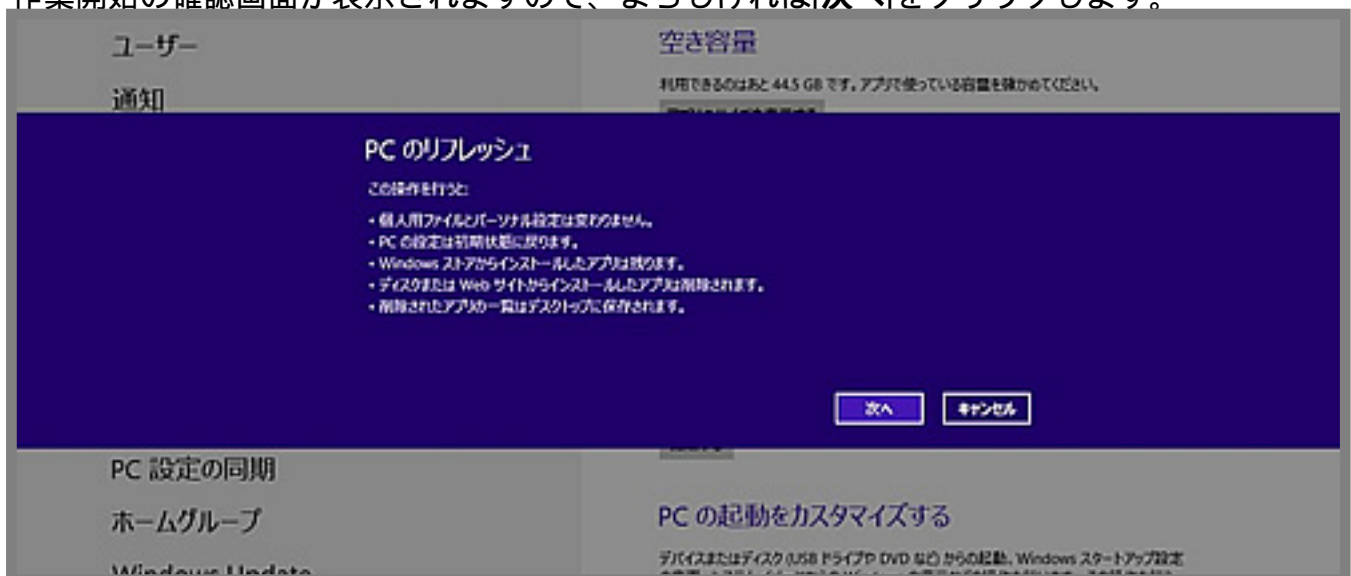 作業開始の確認画面が表示されますので、よろしければ[次へ]をクリックします。
ユーザー
通知
空き容量
利用できるのはあと 44.5 GB です。アプリで使っている容量を確かめてください。
PC のリフレッシュ
この操作を行うと:
・個人用ファイルとパーソナル設定は変わりません。
・PC の設定は初期状態に戻ります。
・Windows ストアからインストールしたアプリは残ります。
・ディスクまたは Web サイトからインストールしたアプリは削除されます。
・削除されたアプリの一覧はデスクトップに保存されます。
次へ
キャンセル
PC 設定の同期
ホームグループ
Windows Update
PC の起動をカスタマイズする
デバイスまたはディスク (USB ドライブや DVD など) からの起動、Windows スタートアップ設定